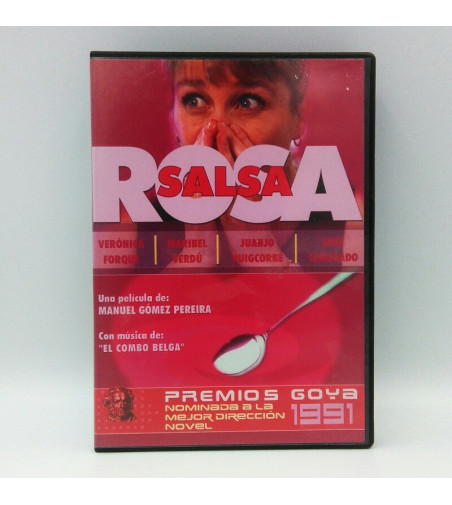 SALSA
ROSA
VERÓNICA FORQUÉ
MARIBEL VERDÚ
JUANJO PUIGCORBÉ
Una película de:
MANUEL GÓMEZ PEREIRA
Con música de:
"EL COMBO BELGA"
PREMIOS GOYA
1991
NOMINADA A LA
MEJOR DIRECCIÓN
NOVEL